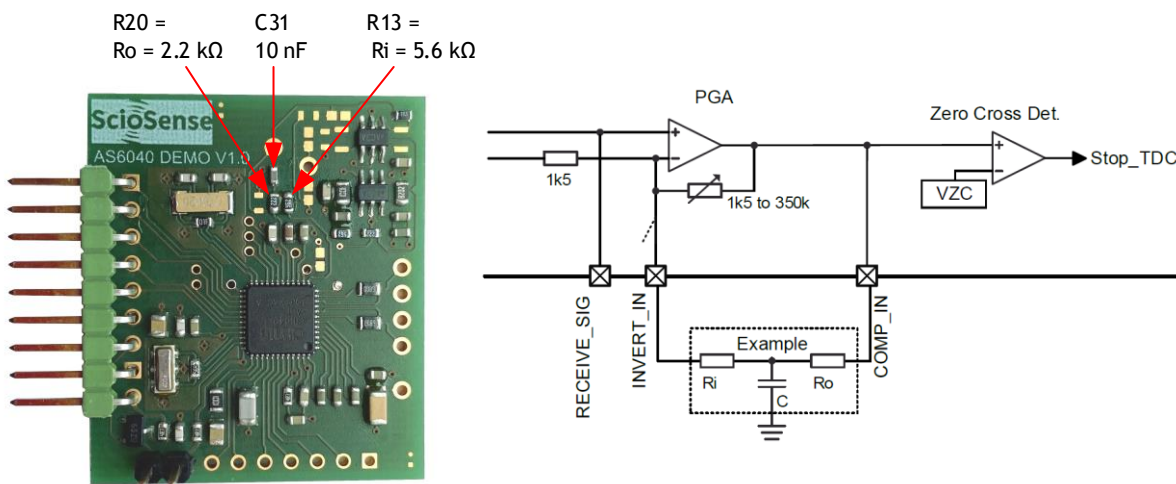 R20 =
Ro = 2.2 kΩ
C31
10 nF
R13 =
Ri = 5.6 kΩ
ScioSense
AS6040 DEMO V1.0
PGA
Zero Cross Det.
Stop_TDC
VZC
1k5
1k5 to 350k
RECEIVE_SIG
INVERT_IN
COMP_IN
Example
Ri
Ro
C